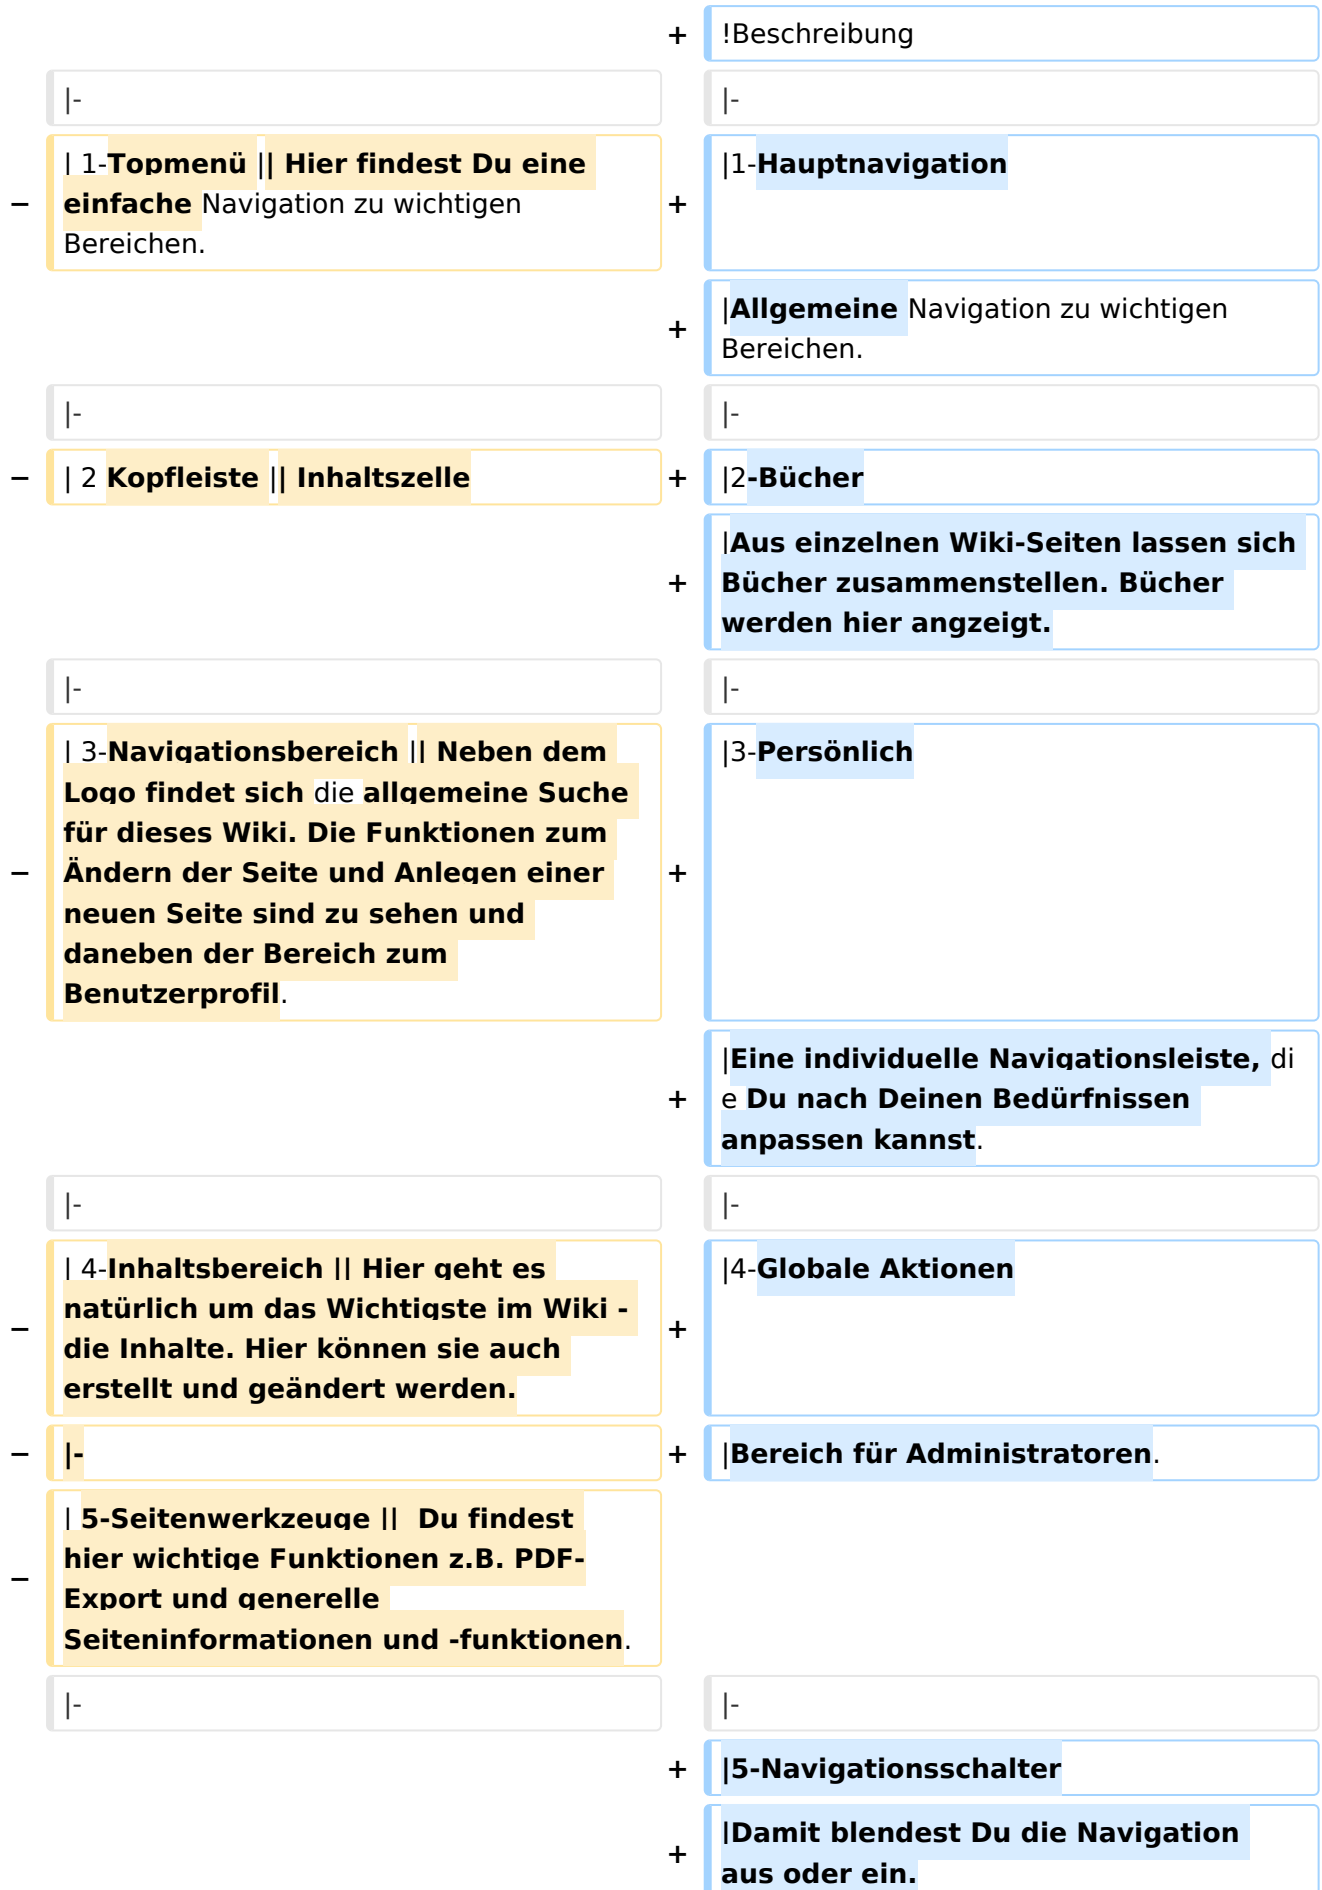 + !Beschreibung
|- |-
| 1-Topmenü || Hier findest Du eine
− einfache Navigation zu wichtigen
Bereichen.
+ |1-Hauptnavigation
+ |Allgemeine Navigation zu wichtigen
Bereichen.
|- |-
− | 2 Kopfleiste || Inhaltszelle
+ |2-Bücher
|Aus einzelnen Wiki-Seiten lassen sich
+ Bücher zusammenstellen. Bücher
werden hier angzeigt.
|- |-
| 3-Navigationsbereich || Neben dem
Logo findet sich die allgemeine Suche
für dieses Wiki. Die Funktionen zum
− Ändern der Seite und Anlegen einer
neuen Seite sind zu sehen und
daneben der Bereich zum
Benutzerprofil.
+ |3-Persönlich
|Eine individuelle Navigationsleiste, di
+ e Du nach Deinen Bedürfnissen
anpassen kannst.
|- |-
| 4-Inhaltsbereich || Hier geht es
natürlich um das Wichtigste im Wiki -
− die Inhalte. Hier können sie auch
erstellt und geändert werden.
+ |4-Globale Aktionen
− |-
+ |Bereich für Administratoren.
| 5-Seitenwerkzeuge ||  Du findest
hier wichtige Funktionen z.B. PDF-
− Export und generelle
Seiteninformationen und -funktionen.
|- |-
+ |5-Navigationsschalter
|Damit blendest Du die Navigation
+ aus oder ein.